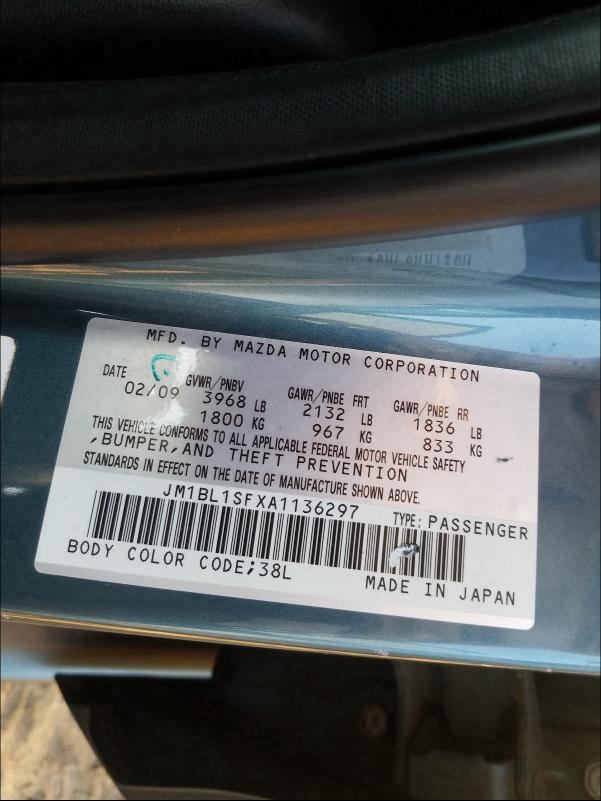 MFD. BY MAZDA MOTOR CORPORATION
DATE GVWR/PNBV GAWR/PNBE FRT GAWR/PNBE RR
02/09 3968 LB 2132 LB 1836 LB
1800 KG 967 KG 833 KG
THIS VEHICLE CONFORMS TO ALL APPLICABLE FEDERAL MOTOR VEHICLE SAFETY
,BUMPER,AND THEFT PREVENTION
STANDARDS IN EFFECT ON THE DATE OF MANUFACTURE SHOWN ABOVE.
JM1BL1SFXA1136297 TYPE: PASSENGER
BODY COLOR CODE;38L
MADE IN JAPAN